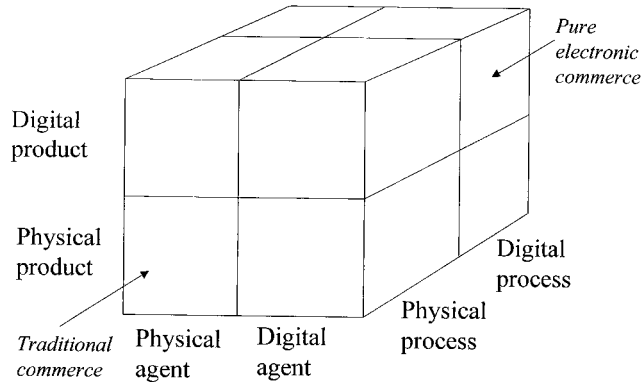 Pure
electronic
commerce
Digital
product
Physical
product
Digital
process
Physical
process
Traditional
commerce
Physical
agent
Digital
agent